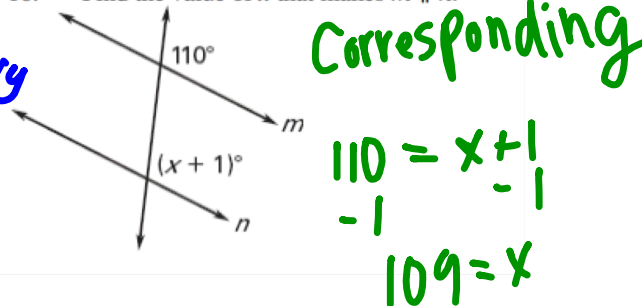 110°
Corresponding
m
(x + 1)°
n
110 = x+1
-1 -1
109=x